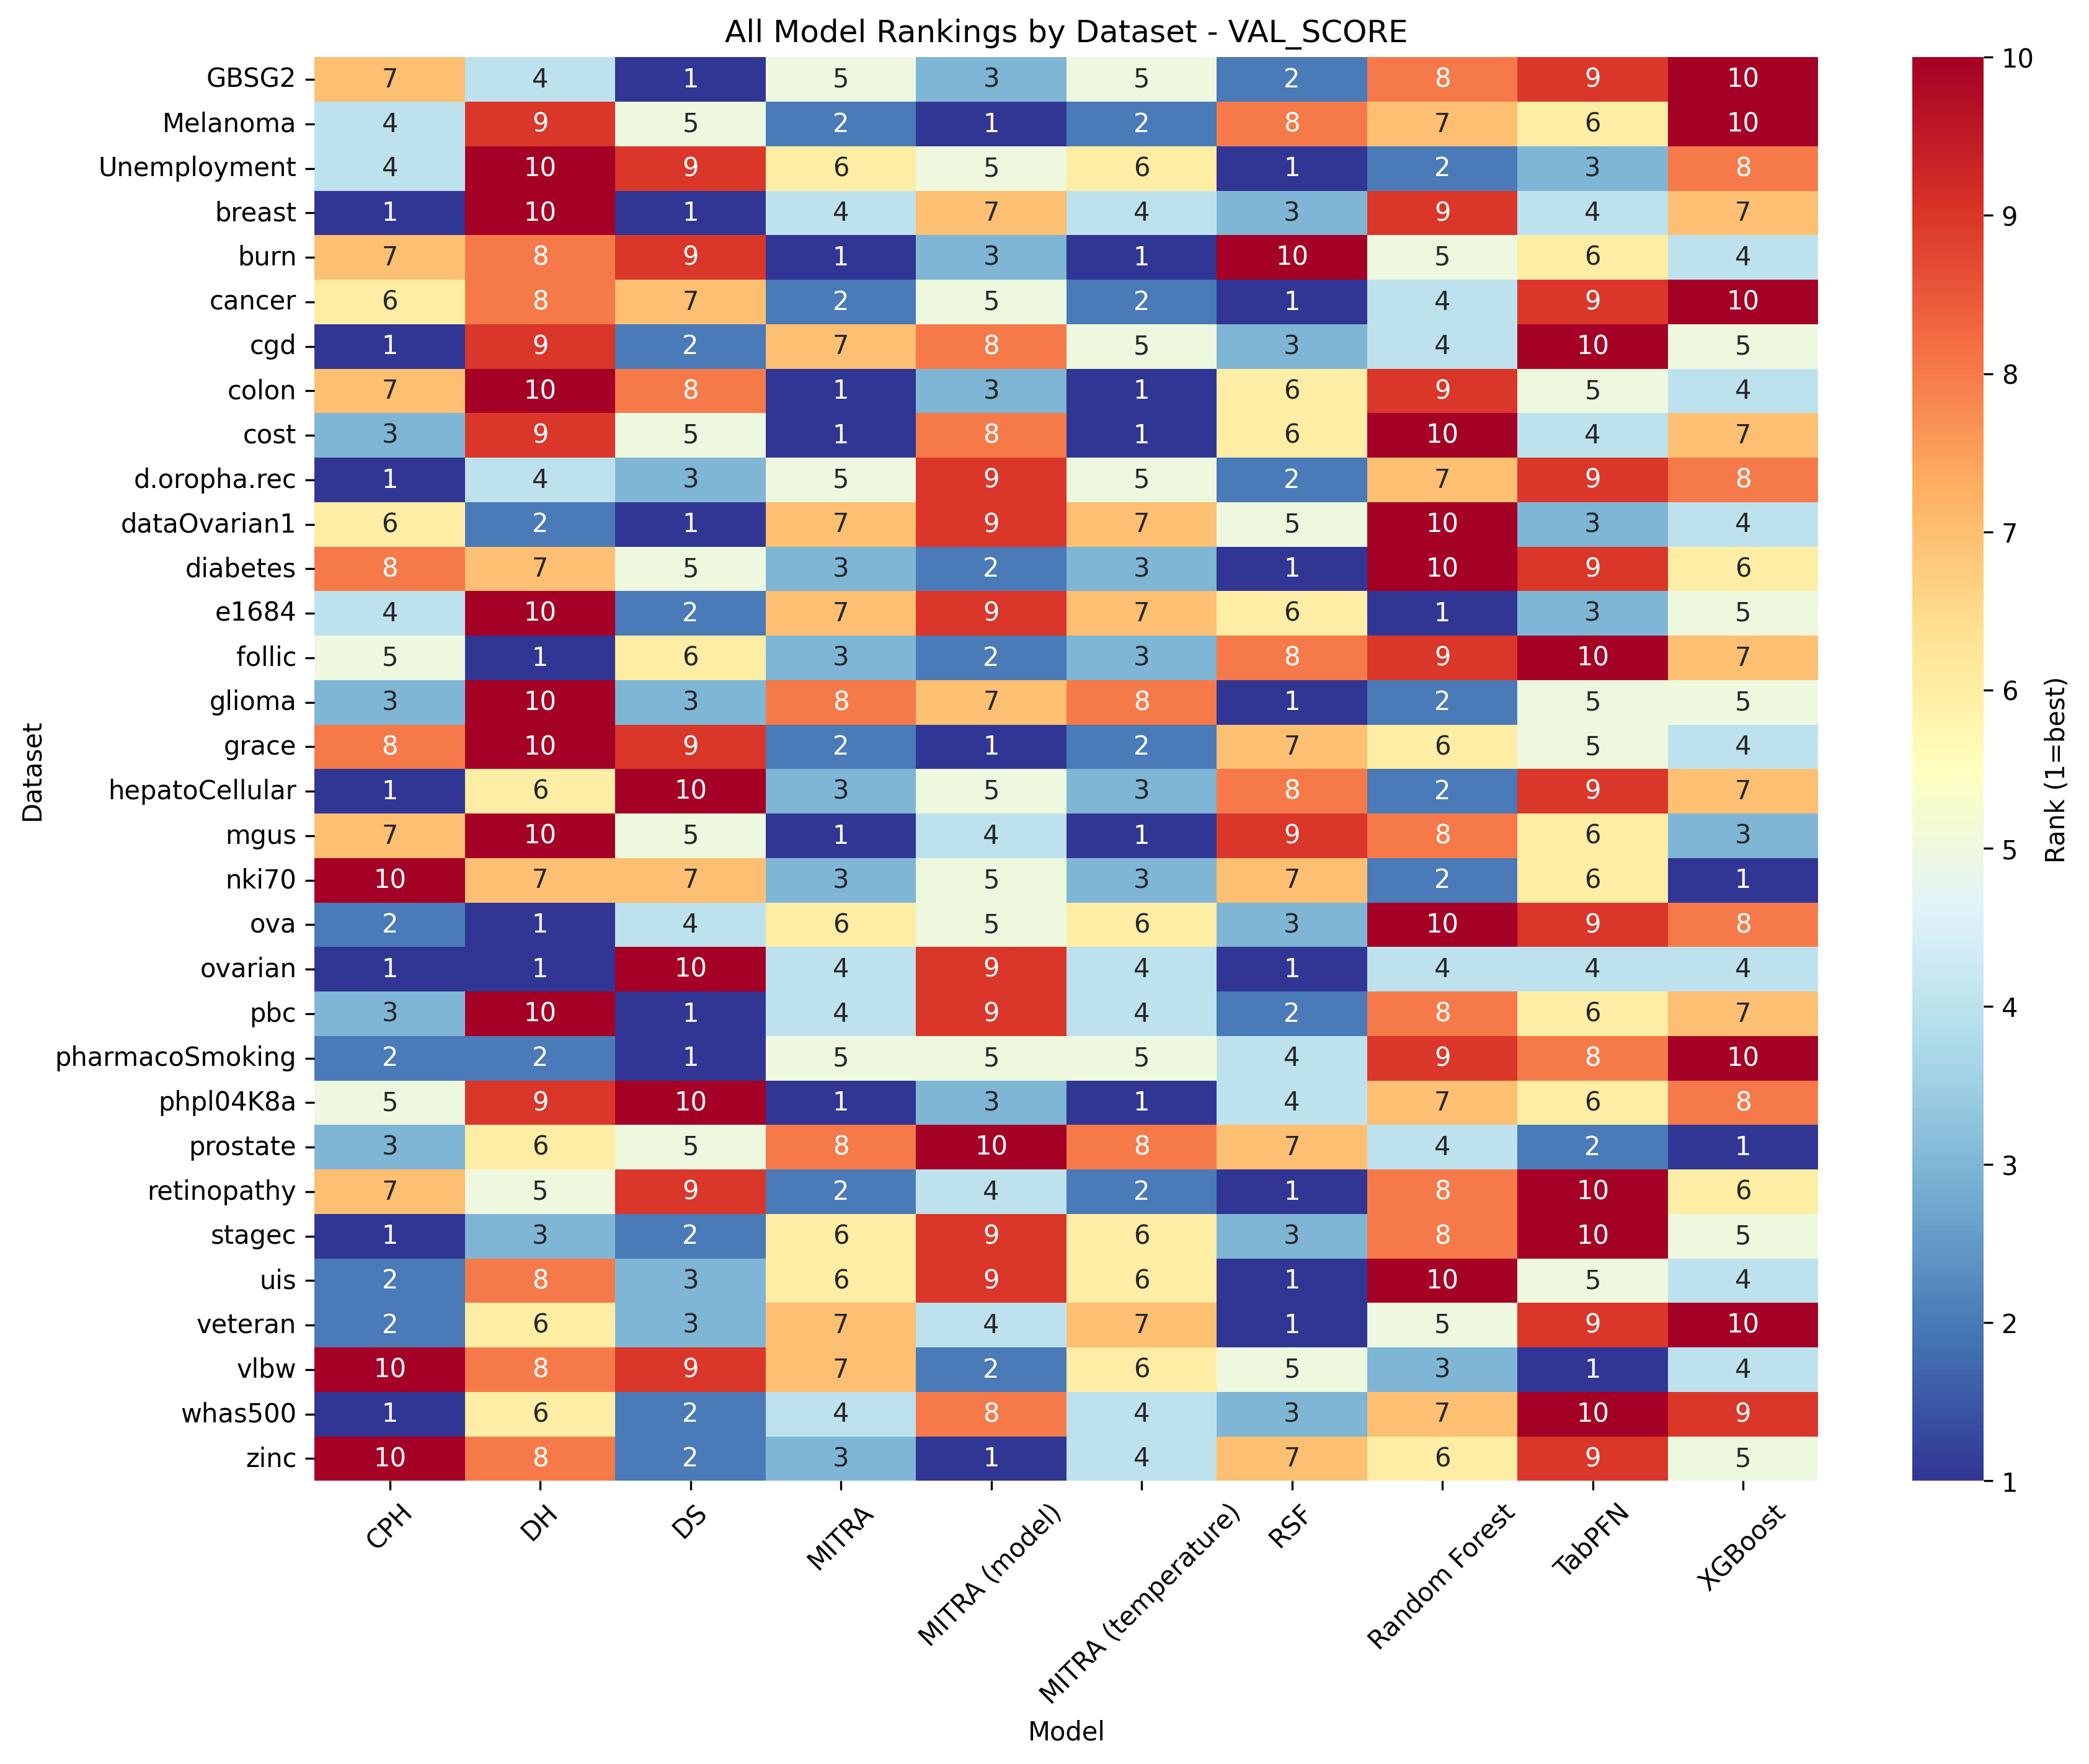 All Model Rankings by Dataset - VAL_SCORE
GBSG2 7 4 1 5 3 5 2 8 9 10
Melanoma 4 9 5 2 1 2 8 7 6 10
Unemployment 4 10 9 6 5 6 1 2 3 8
breast 1 10 1 4 7 4 3 9 4 7
burn 7 8 9 1 3 1 10 5 6 4
cancer 6 8 7 2 5 2 1 4 9 10
cgd 1 9 2 7 8 5 3 4 10 5
colon 7 10 8 1 3 1 6 9 5 4
cost 3 9 5 1 8 1 6 10 4 7
d.oropha.rec 1 4 3 5 9 5 2 7 9 8
dataOvarian1 6 2 1 7 9 7 5 10 3 4
diabetes 8 7 5 3 2 3 1 10 9 6
e1684 4 10 2 7 9 7 6 1 3 5
follic 5 1 6 3 2 3 8 9 10 7
glioma 3 10 3 8 7 8 1 2 5 5
grace 8 10 9 2 1 2 7 6 5 4
hepatoCellular 1 6 10 3 5 3 8 2 9 7
mgus 7 10 5 1 4 1 9 8 6 3
nki70 10 7 7 3 5 3 7 2 6 1
ova 2 1 4 6 5 6 3 10 9 8
ovarian 1 1 10 4 9 4 1 4 4 4
pbc 3 10 1 4 9 4 2 8 6 7
pharmacoSmoking 2 2 1 5 5 5 4 9 8 10
phpl04K8a 5 9 10 1 3 1 4 7 6 8
prostate 3 6 5 8 10 8 7 4 2 1
retinopathy 7 5 9 2 4 2 1 8 10 6
stagec 1 3 2 6 9 6 3 8 10 5
uis 2 8 3 6 9 6 1 10 5 4
veteran 2 6 3 7 4 7 1 5 9 10
vlbw 10 8 9 7 2 6 5 3 1 4
whas500 1 6 2 4 8 4 3 7 10 9
zinc 10 8 2 3 1 4 7 6 9 5
CPH DH DS MITRA MITRA (model) MITRA (temperature) RSF Random Forest TabPFN XGBoost
Model
Dataset
10
9
8
7
6
5
4
3
2
1
Rank (1=best)